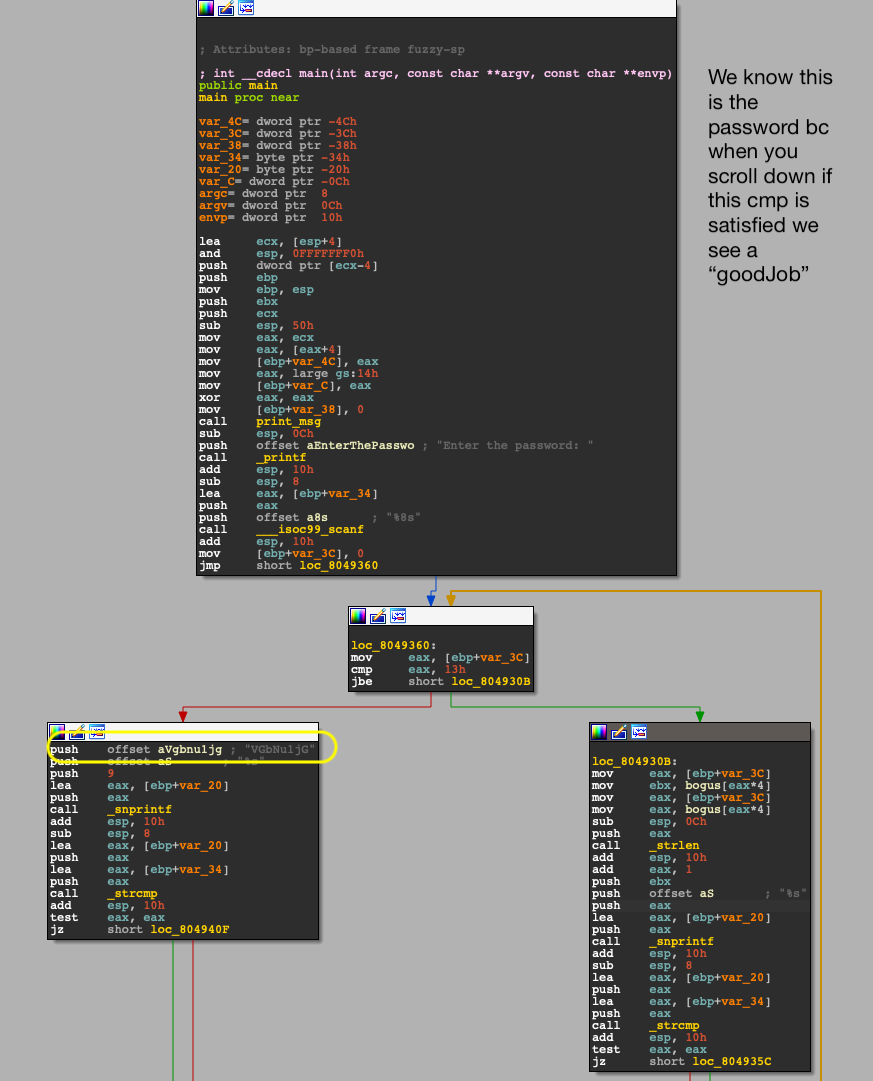 ; Attributes: bp-based frame fuzzy-sp
; int __cdecl main(int argc, const char **argv, const char **envp)
public main
main proc near
var_4C= dword ptr -4Ch
var_3C= dword ptr -3Ch
var_38= dword ptr -38h
var_34= byte ptr -34h
var_20= byte ptr -20h
var_C= dword ptr -0Ch
argc= dword ptr  8
argv= dword ptr  0Ch
envp= dword ptr  10h
lea     ecx, [esp+4]
and     esp, 0FFFFFFF0h
push    dword ptr [ecx-4]
push    ebp
mov     ebp, esp
push    ebx
push    ecx
sub     esp, 50h
mov     eax, ecx
mov     eax, [eax+4]
mov     [ebp+var_4C], eax
mov     eax, large gs:14h
mov     [ebp+var_C], eax
xor     eax, eax
mov     [ebp+var_38], 0
call    print_msg
sub     esp, 0Ch
push    offset aEnterThePasswo ; "Enter the password: "
call    _printf
add     esp, 10h
sub     esp, 8
lea     eax, [ebp+var_34]
push    eax
push    offset a8s      ; "%8s"
call    ___isoc99_scanf
add     esp, 10h
mov     [ebp+var_3C], 0
jmp     short loc_8049360
We know this
is the
password bc
when you
scroll down if
this cmp is
satisfied we
see a
“goodJob”
loc_8049360:
mov     eax, [ebp+var_3C]
cmp     eax, 13h
jbe     short loc_804930B
push    offset aVgbnuljg ; "VGbNuljG"
push    offset aS       ; "%s"
push    9
lea     eax, [ebp+var_20]
push    eax
call    _snprintf
add     esp, 10h
sub     esp, 8
lea     eax, [ebp+var_20]
push    eax
lea     eax, [ebp+var_34]
push    eax
call    _strcmp
add     esp, 10h
test    eax, eax
jz      short loc_804940F
loc_804930B:
mov     eax, [ebp+var_3C]
mov     ebx, bogus[eax*4]
mov     eax, [ebp+var_3C]
mov     eax, bogus[eax*4]
sub     esp, 0Ch
push    eax
call    _strlen
add     esp, 10h
add     eax, 1
push    ebx
push    offset aS       ; "%s"
push    eax
lea     eax, [ebp+var_20]
push    eax
call    _snprintf
add     esp, 10h
sub     esp, 8
lea     eax, [ebp+var_20]
push    eax
lea     eax, [ebp+var_34]
push    eax
call    _strcmp
add     esp, 10h
test    eax, eax
jz      short loc_804935C